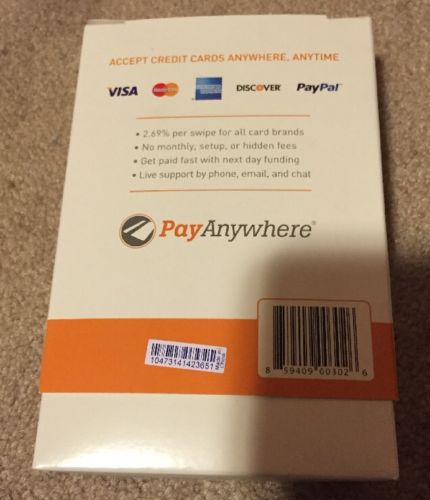 ACCEPT CREDIT CARDS ANYWHERE, ANYTIME
VISA MasterCard DISCOVER PayPal
• 2.69% per swipe for all card brands
• No monthly, setup, or hidden fees
• Get paid fast with next day funding
• Live support by phone, email, and chat
PayAnywhere®
10473141423651
8 59409 00302 6